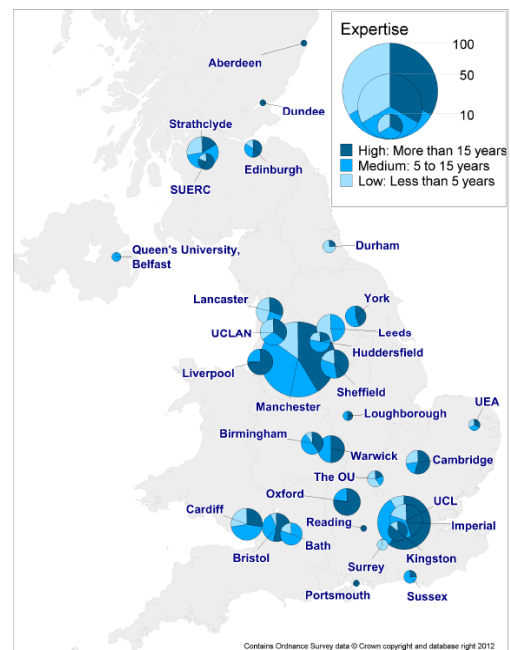 Expertise
100
50
10
High: More than 15 years
Medium: 5 to 15 years
Low: Less than 5 years
Aberdeen
Dundee
Strathclyde
Edinburgh
SUERC
Queen's University,
Belfast
Durham
Lancaster
York
UCLAN
Leeds
Huddersfield
Liverpool
Sheffield
Manchester
Loughborough
UEA
Birmingham
Warwick
Cambridge
The OU
Oxford
UCL
Cardiff
Reading
Imperial
Bath
Bristol
Surrey
Kingston
Portsmouth
Sussex
Contains Ordnance Survey data © Crown copyright and database right 2012